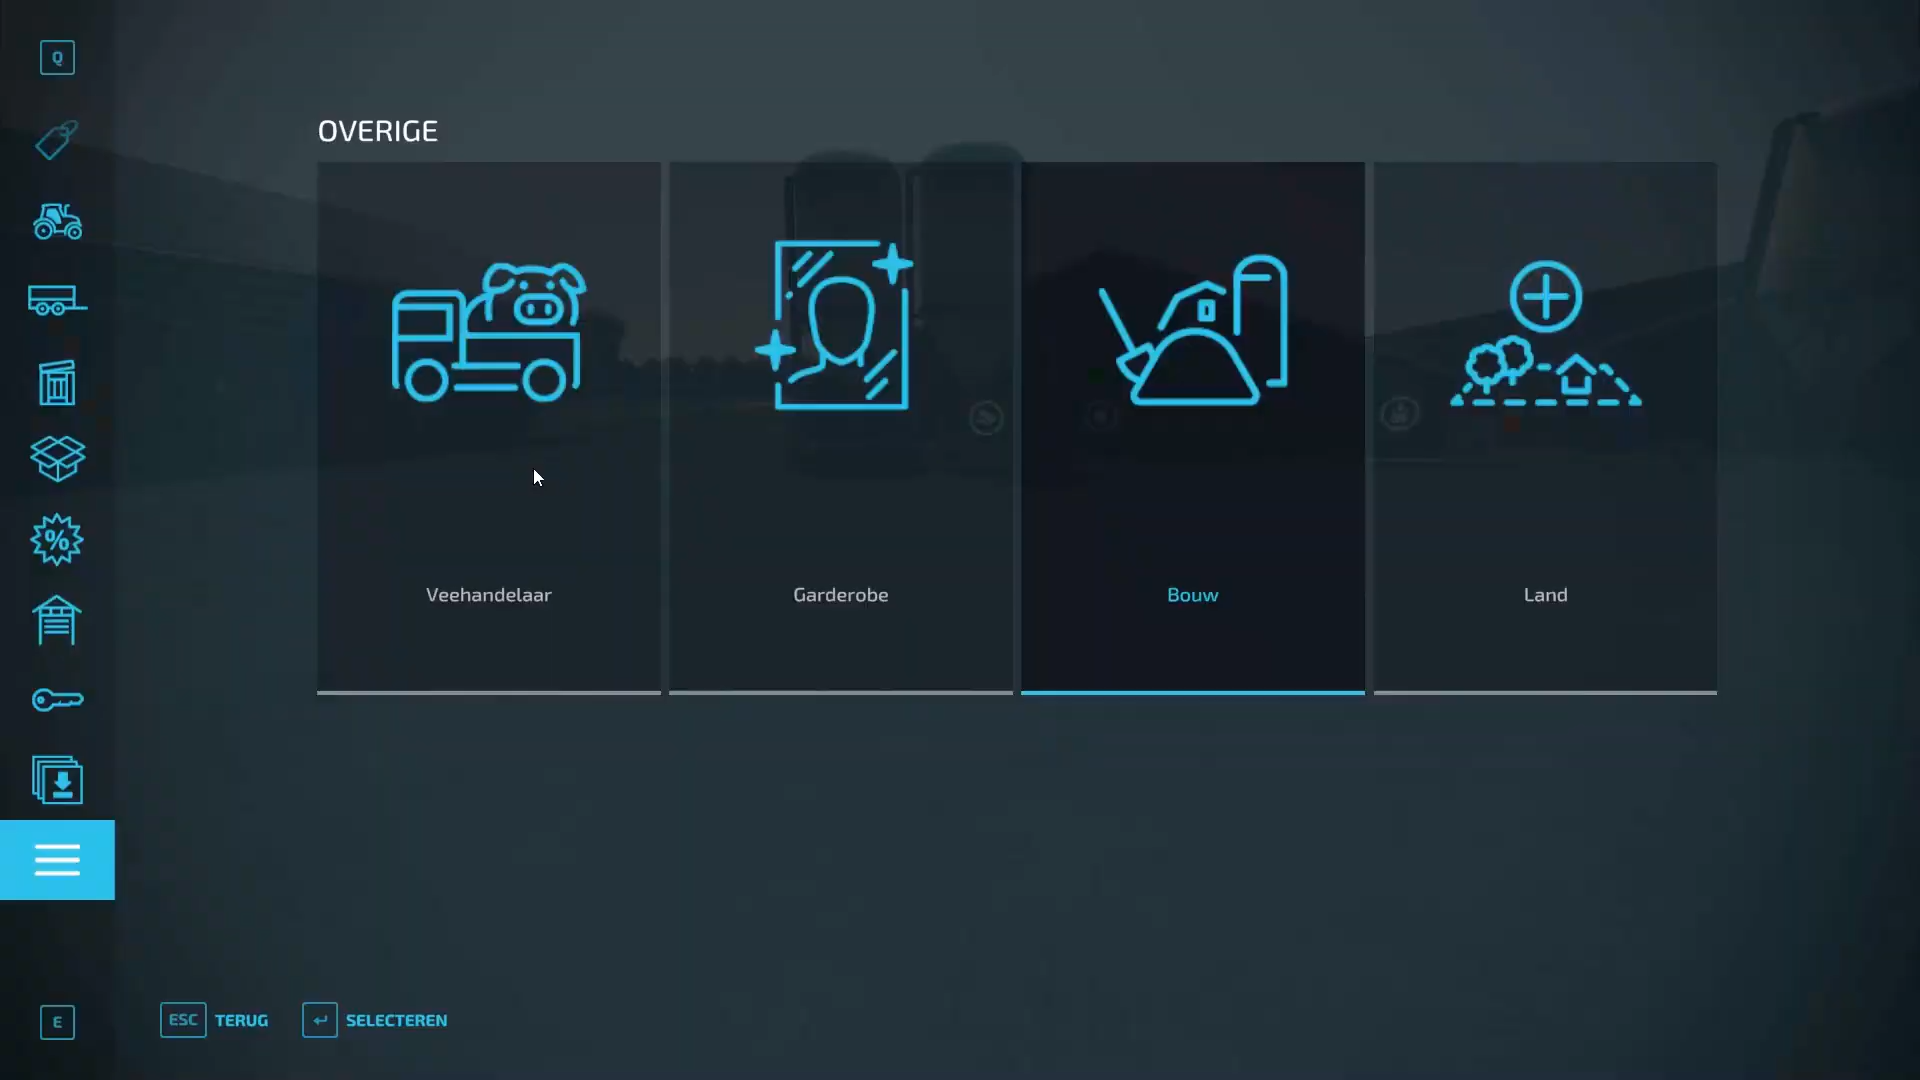 Q
OVERIGE
%
Veehandelaar
Garderobe
Bouw
Land
E
ESC TERUG
SELECTEREN